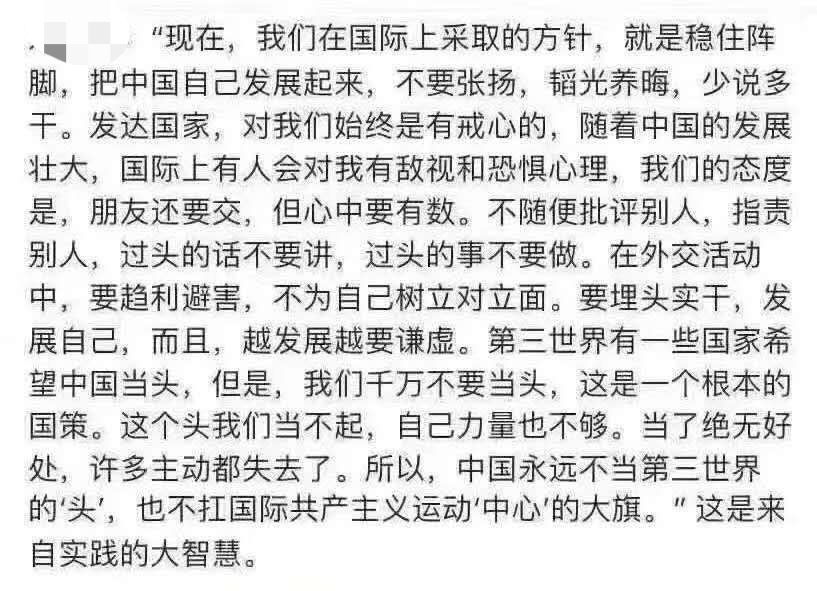 “现在，我们在国际上采取的方针，就是稳住阵
脚，把中国自己发展起来，不要张扬，韬光养晦，少说多
干。发达国家，对我们始终是有戒心的，随着中国的发展
壮大，国际上有人会对我有敌视和恐惧心理，我们的态度
是，朋友还要交，但心中要有数。不随便批评别人，指责
别人，过头的话不要讲，过头的事不要做。在外交活动
中，要趋利避害，不为自己树立对立面。要埋头实干，发
展自己，而且，越发展越要谦虚。第三世界有一些国家希
望中国当头，但是，我们千万不要当头，这是一个根本的
国策。这个头我们当不起，自己力量也不够。当了绝无好
处，许多主动都失去了。所以，中国永远不当第三世界
的‘头’，也不扛国际共产主义运动‘中心’的大旗。”这是来
自实践的大智慧。